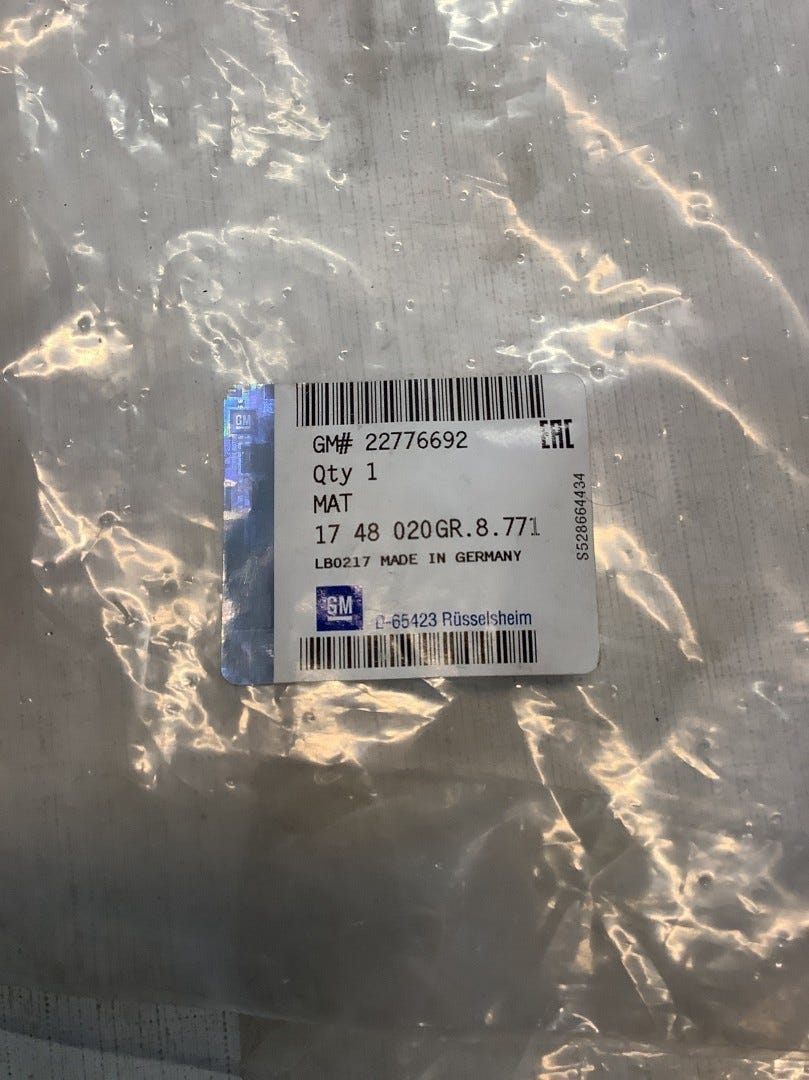 GM
GM# 22776692
EAC
Qty 1
MAT
17 48 020GR.8.771
LB0217 MADE IN GERMANY
S528664434
GM
D-65423 Rüsselsheim